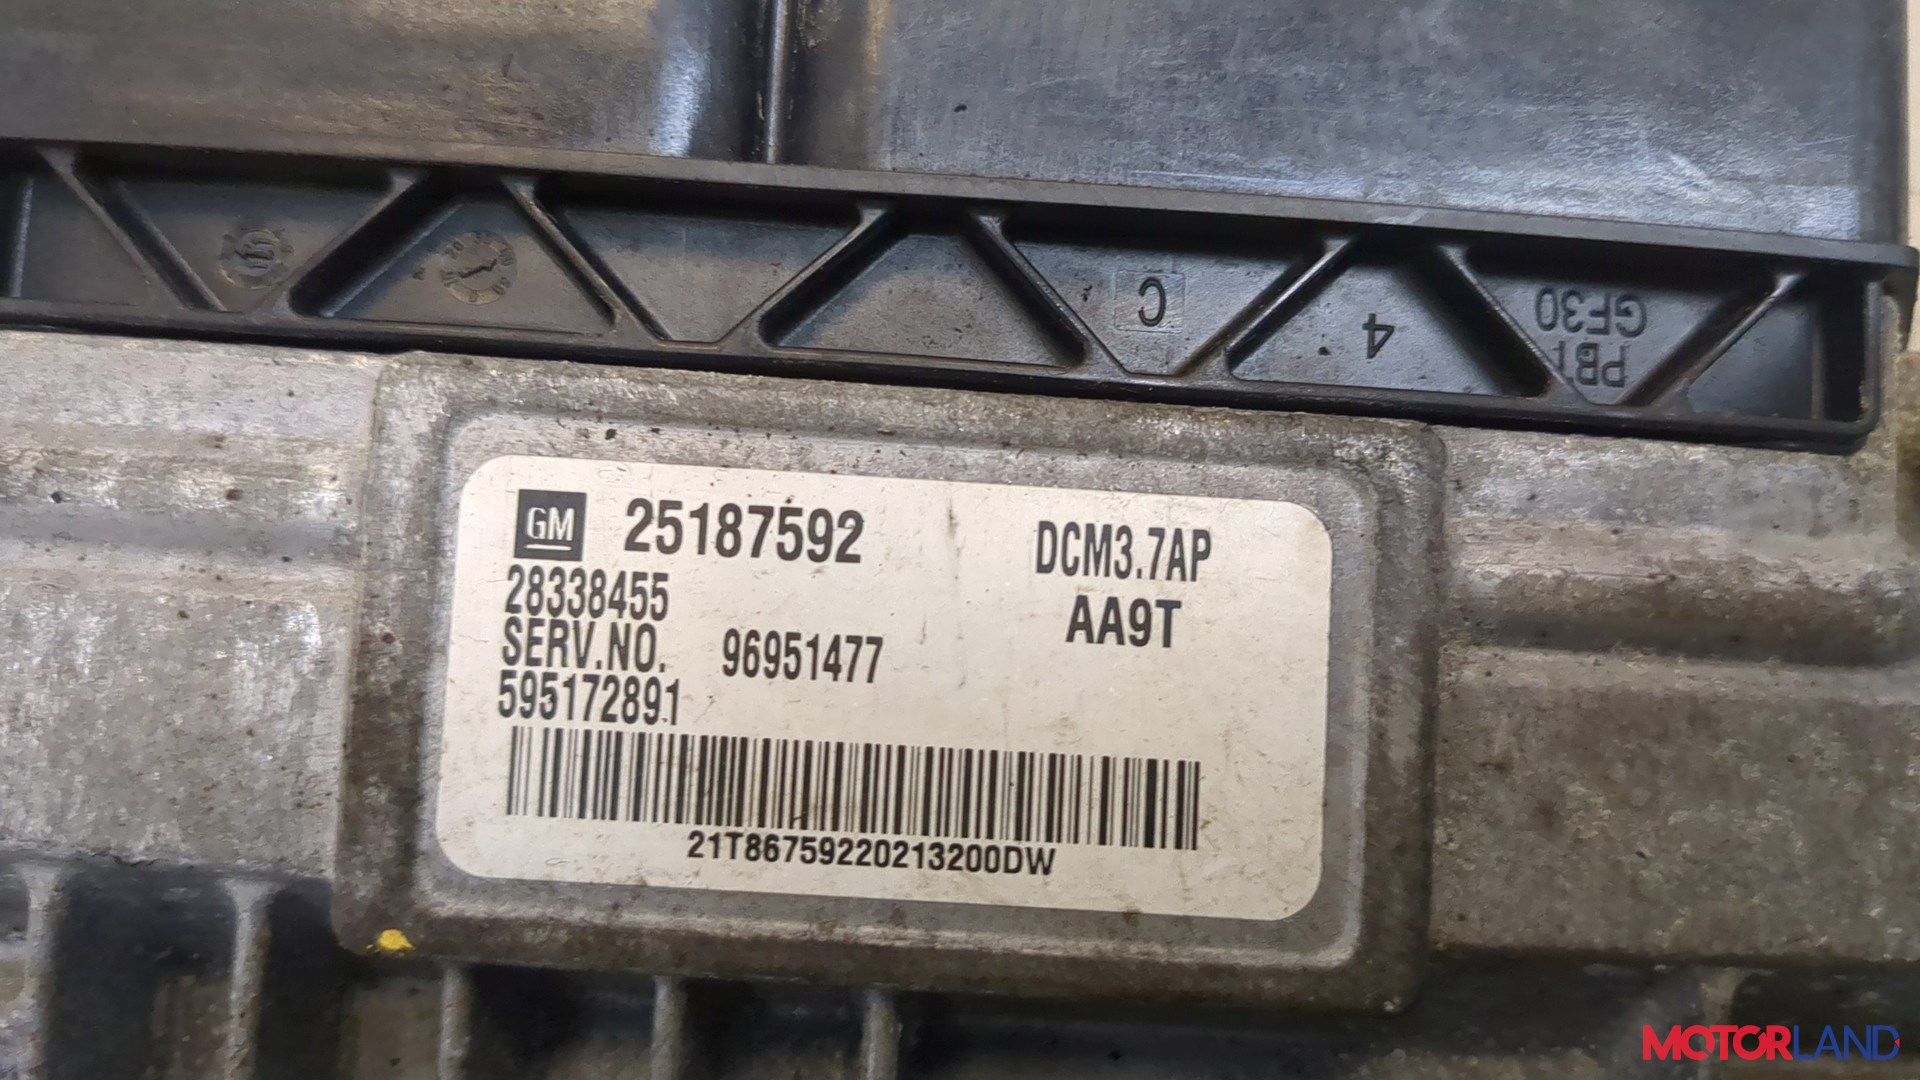 C
4
PBT
GF30
GM 25187592 DCM3.7AP
28338455 AA9T
SERV.NO. 96951477
595172891
21T86759220213200DW
MOTORLAND